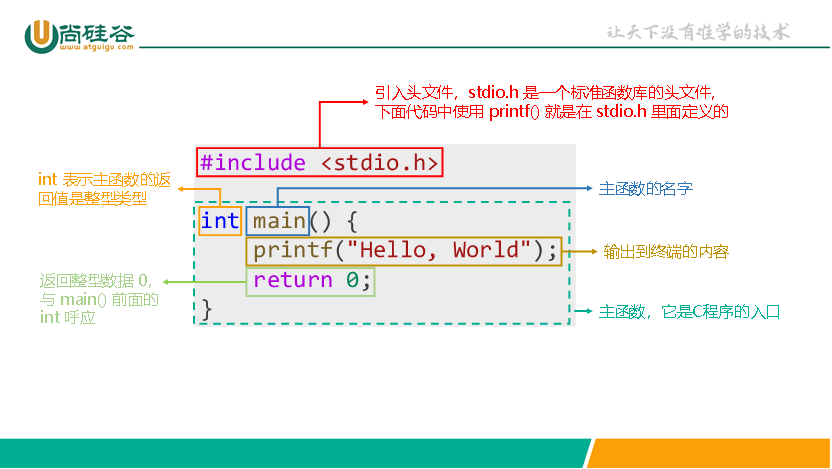 尚硅谷
www.atguigu.com
让天下没有难学的技术
引入头文件，stdio.h 是一个标准函数库的头文件，
下面代码中使用 printf() 就是在 stdio.h 里面定义的
#include <stdio.h>
int 表示主函数的返
回值是整型类型
主函数的名字
int main() {
printf("Hello, World");
输出到终端的内容
return 0;
返回整型数据 0，
与 main() 前面的
int 呼应
}
主函数，它是C程序的入口